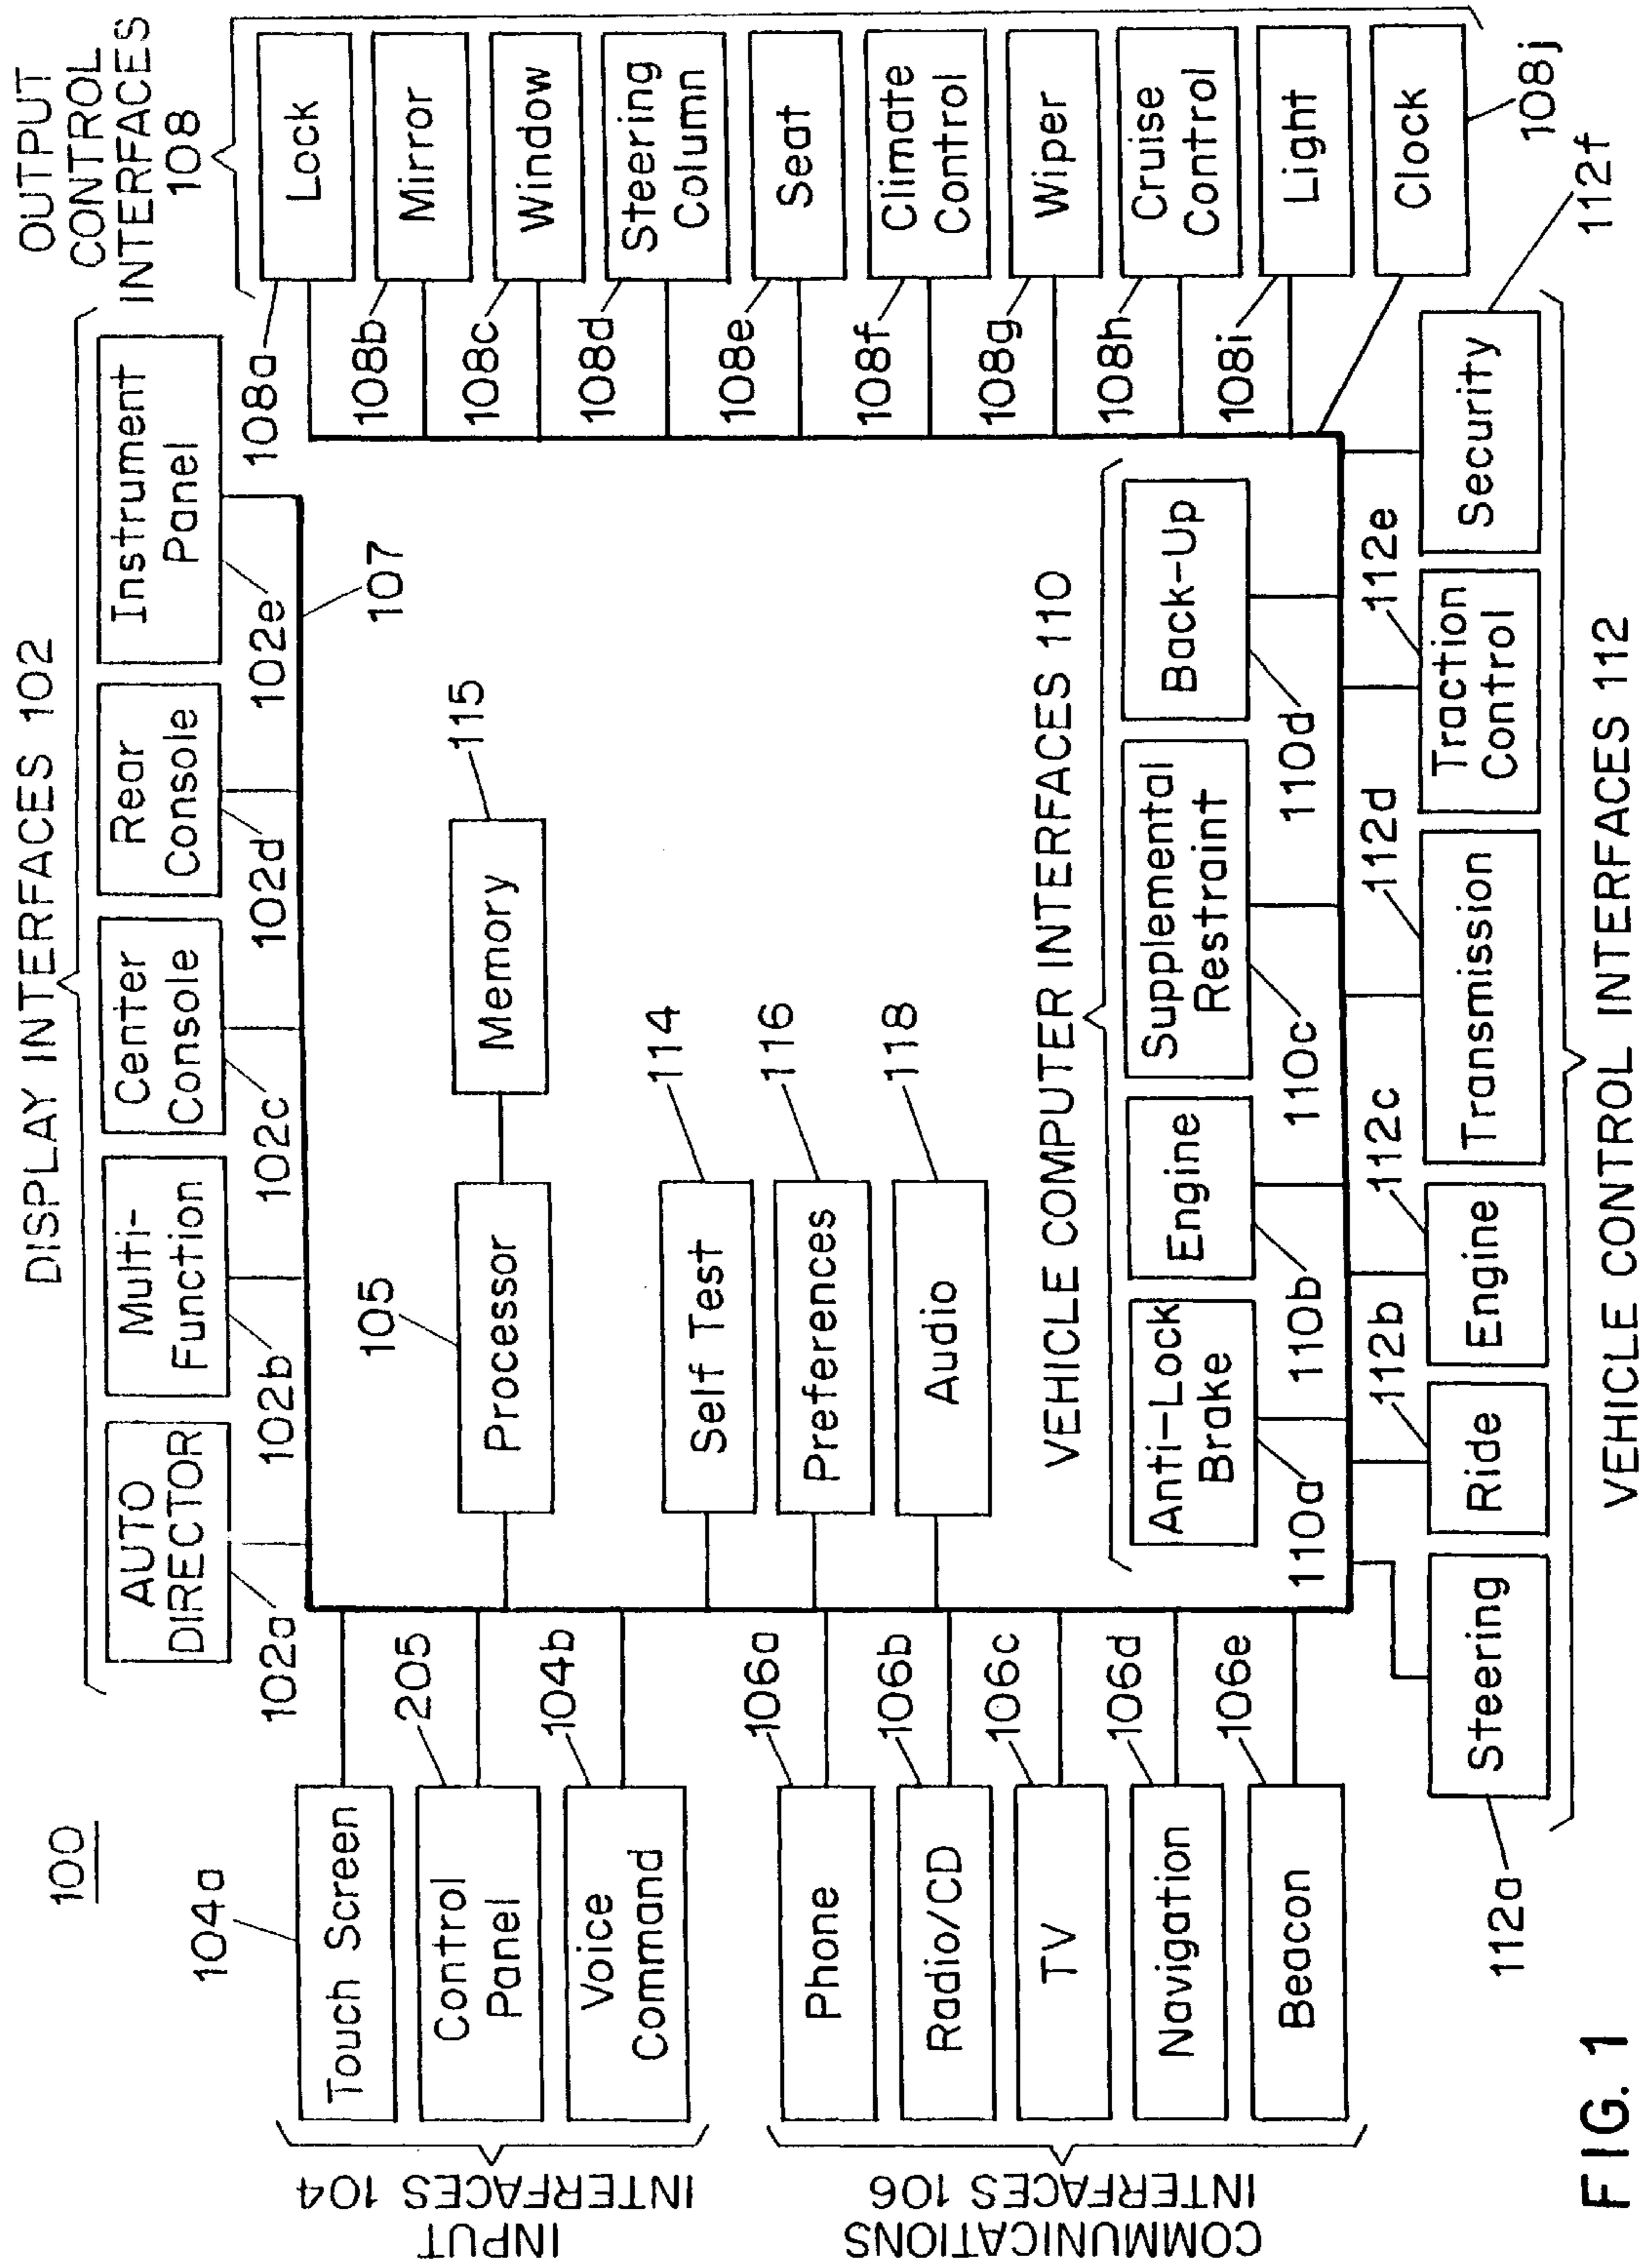 100
DISPLAY INTERFACES 102
AUTO
DIRECTOR
Multi-
Function
Center
Console
Rear
Console
Instrument
Panel
102a
102b
102c
102d
102e
107
OUTPUT
CONTROL
INTERFACES
108
108a
Lock
108b
Mirror
108c
Window
108d
Steering
Column
108e
Seat
108f
Climate
Control
108g
Wiper
108h
Cruise
Control
108i
Light
Clock
108j
104a
Touch Screen
205
Control
Panel
104b
Voice
Command
INPUT
INTERFACES 104
106a
Phone
106b
Radio/CD
106c
TV
106d
Navigation
106e
Beacon
COMMUNICATIONS
INTERFACES 106
105
Processor
Memory
115
Self Test
114
Preferences
116
Audio
118
VEHICLE COMPUTER INTERFACES 110
Anti-Lock
Brake
Engine
Supplemental
Restraint
Back-Up
110a
110b
110c
110d
112a
112b
112c
112d
112e
112f
Steering
Ride
Engine
Transmission
Traction
Control
Security
VEHICLE CONTROL INTERFACES 112
FIG. 1